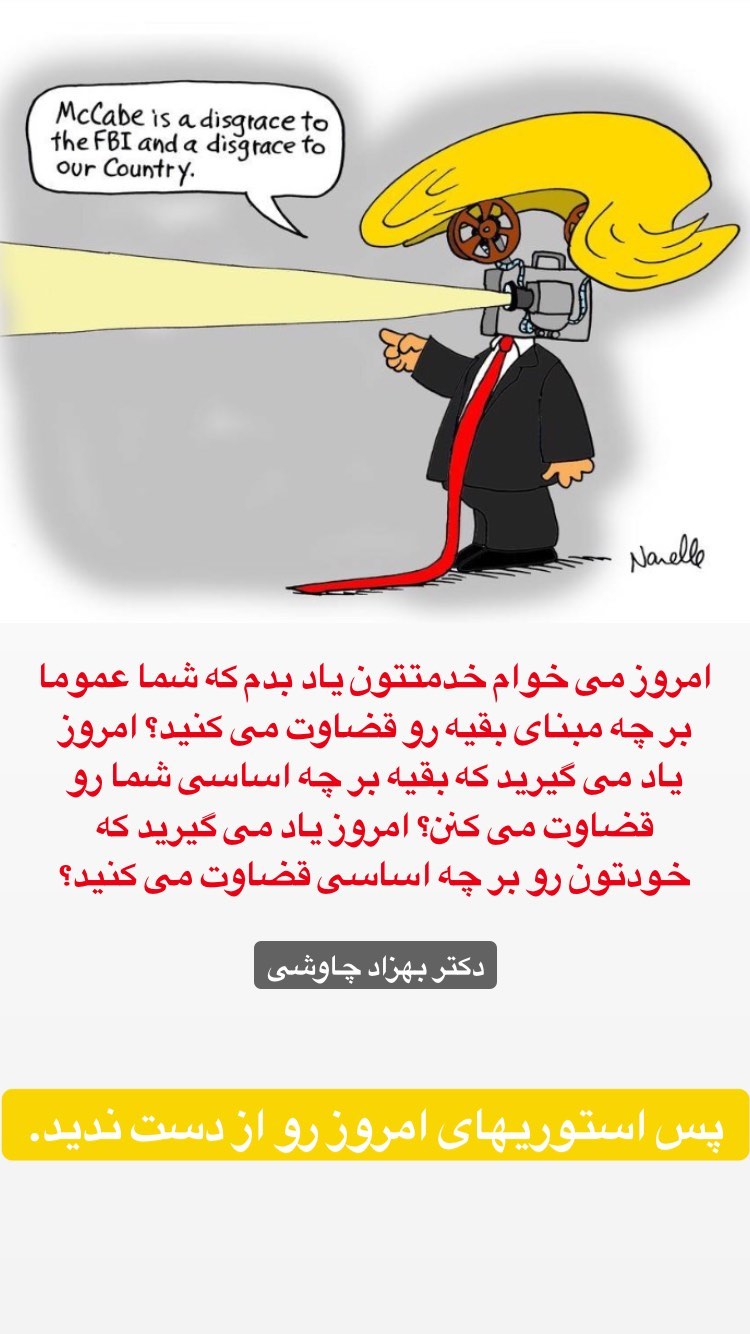 McCabe is a disgrace to
the FBI and a disgrace to
our Country.
Narelle
امروز می خوام خدمتتون یاد بدم که شما عموما
بر چه مبنای بقیه رو قضاوت می کنید؟ امروز
یاد می گیرید که بقیه بر چه اساسی شما رو
قضاوت می کنن؟ امروز یاد می گیرید که
خودتون رو بر چه اساسی قضاوت می کنید؟
دکتر بهزاد چاوشی
پس استوریهای امروز رو از دست ندید.